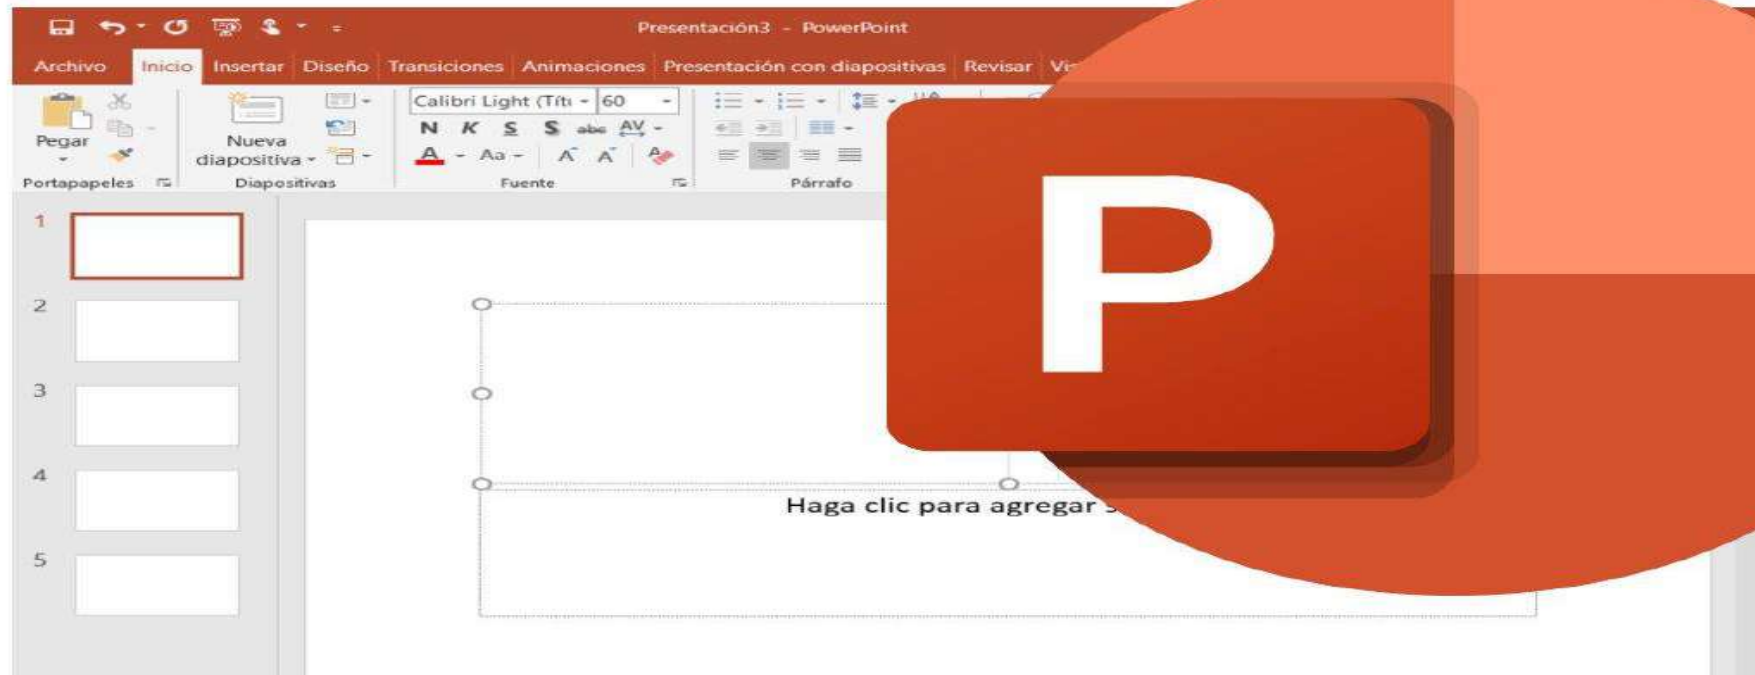 Presentación3 - PowerPoint
Archivo Inicio Insertar Diseño Transiciones Animaciones Presentación con diapositivas Revisar
Calibri Light (Títu 60
N K S S abc AV
Pegar Nueva
diapositiva
A Aa A A A
Portapapeles Diapositivas Fuente Párrafo
1
2
3
4
5
P
Haga clic para agregar